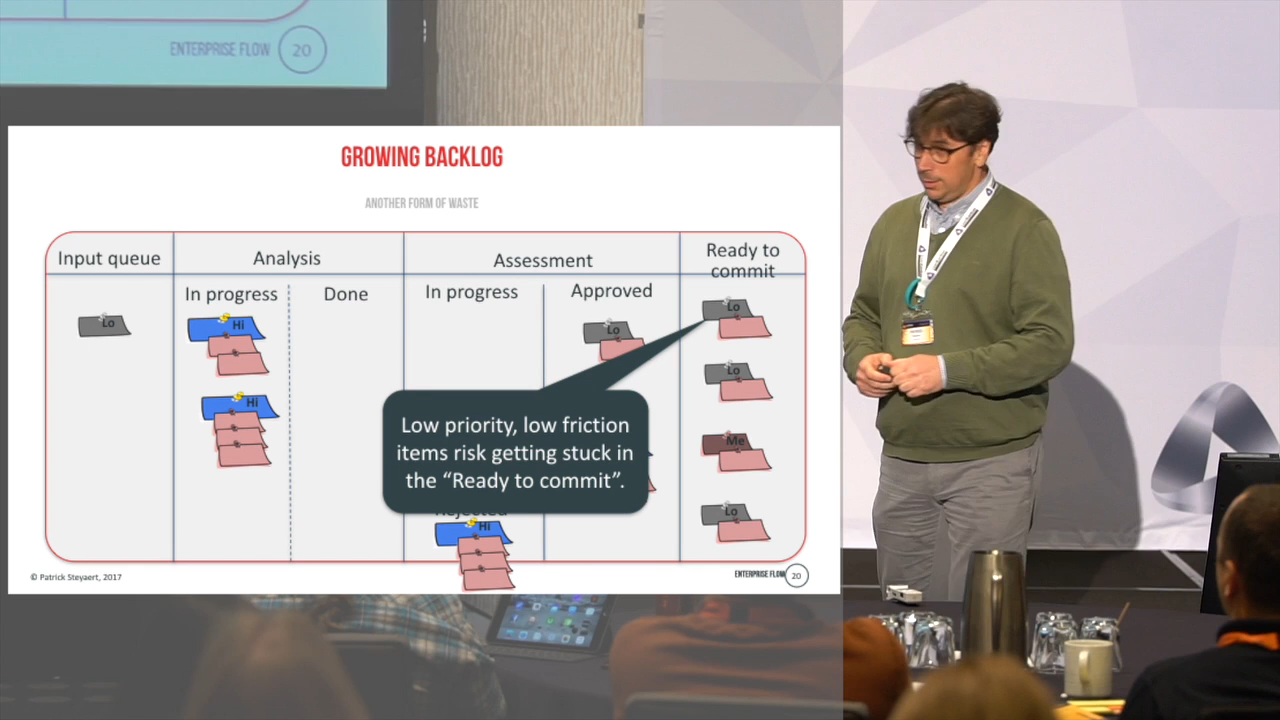 ENTERPRISE FLOW 20
GROWING BACKLOG
ANOTHER FORM OF WASTE
Input queue
Analysis
Assessment
Ready to
commit
In progress
Done
In progress
Approved
Lo
Hi
Hi
Lo
Lo
Lo
Me
Lo
Low priority, low friction
items risk getting stuck in
the “Ready to commit”.
Rejected
Hi
© Patrick Steyaert, 2017
ENTERPRISE FLOW 20